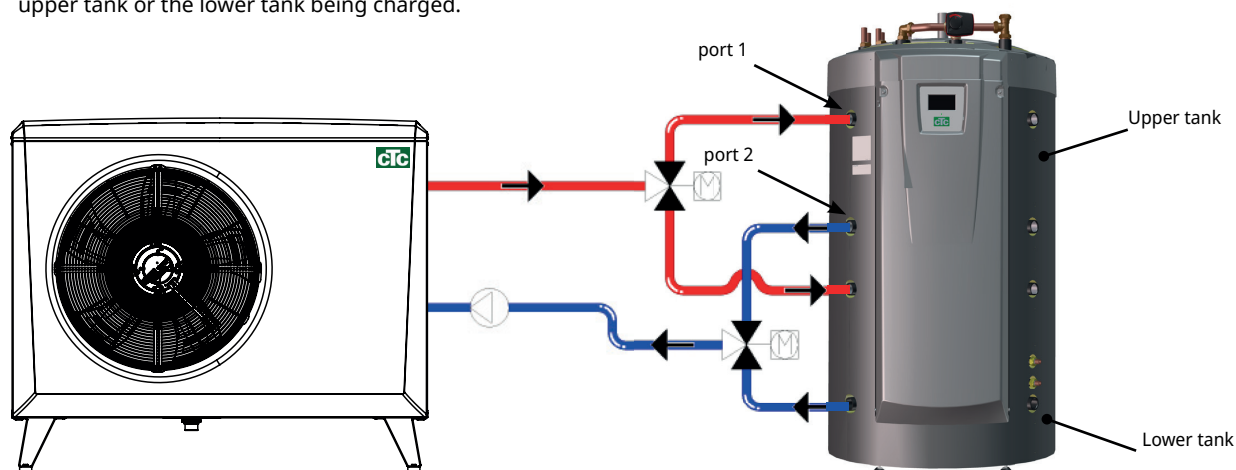 upper tank or the lower tank being charged.
port 1
Upper tank
cTc
cTc
port 2
M
M
Lower tank